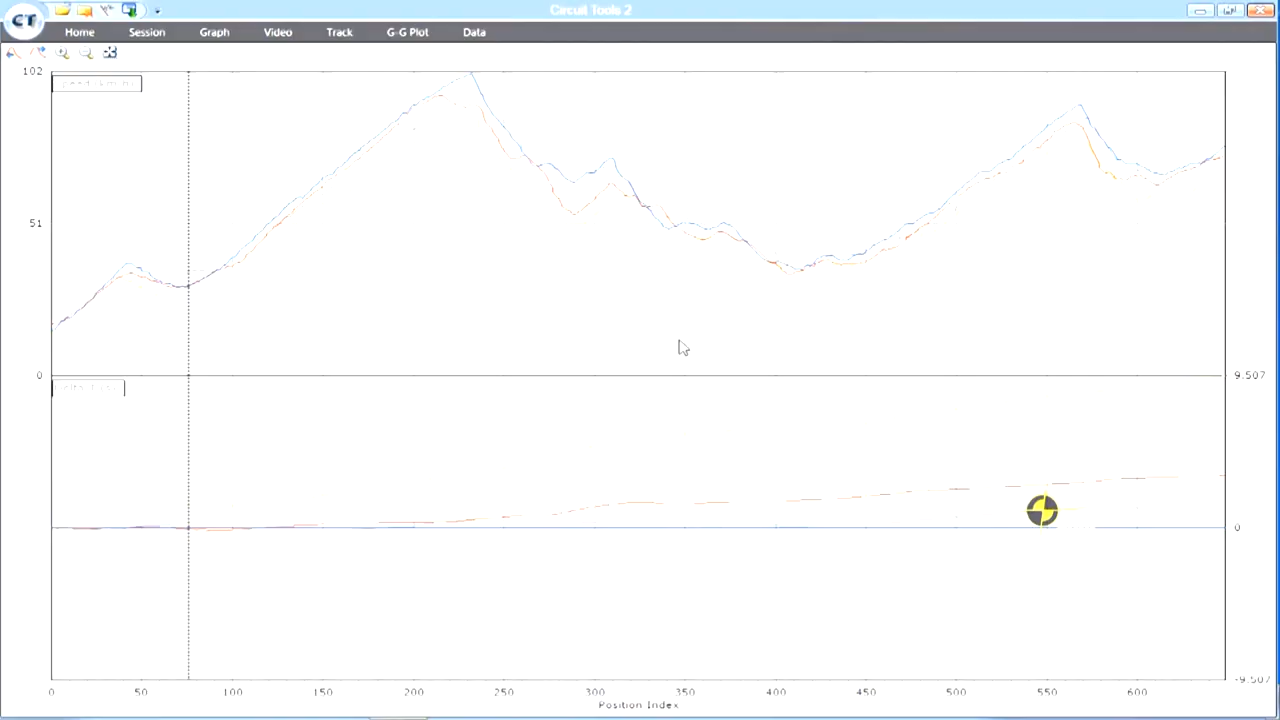 Circuit Tools 2
CT
Home Session Graph Video Track G-G Plot Data
102
51
0
9.507
0
-9.507
0 50 100 150 200 250 300 350 400 450 500 550 600
Position Index